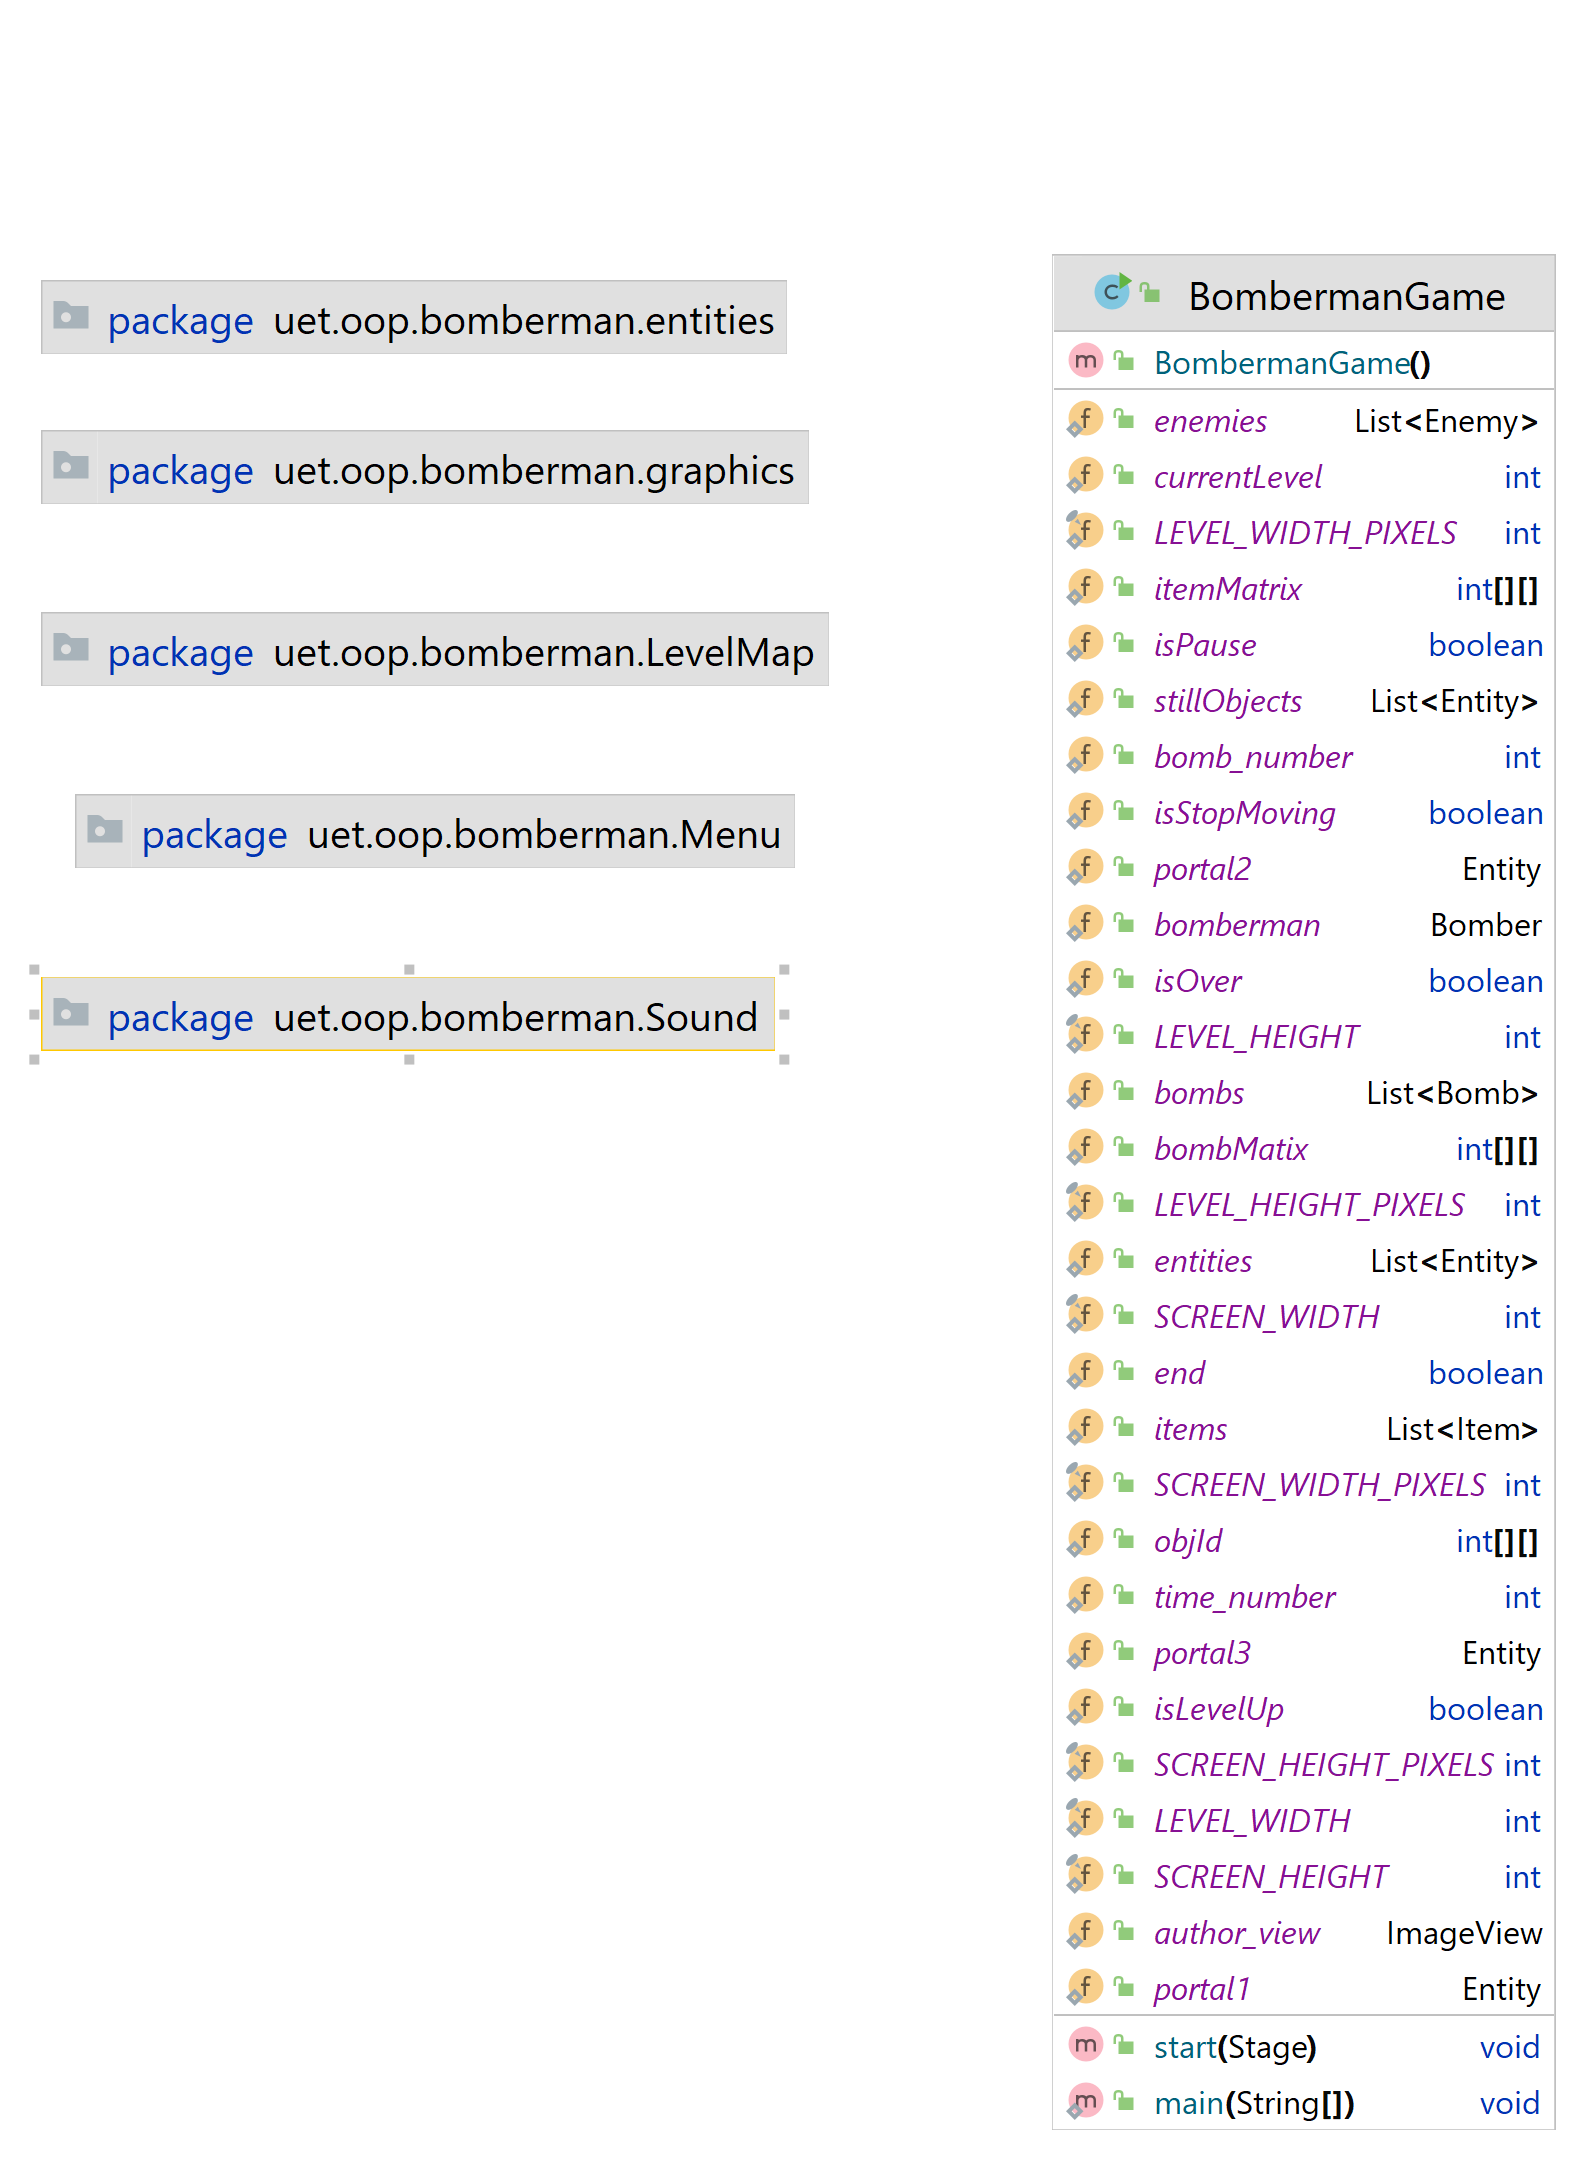 package uet.oop.bomberman.entities
package uet.oop.bomberman.graphics
package uet.oop.bomberman.LevelMap
package uet.oop.bomberman.Menu
package uet.oop.bomberman.Sound
BombermanGame
BombermanGame()
enemies List<Enemy>
currentLevel int
LEVEL_WIDTH_PIXELS int
itemMatrix int[][]
isPause boolean
stillObjects List<Entity>
bomb_number int
isStopMoving boolean
portal2 Entity
bomberman Bomber
isOver boolean
LEVEL_HEIGHT int
bombs List<Bomb>
bombMatix int[][]
LEVEL_HEIGHT_PIXELS int
entities List<Entity>
SCREEN_WIDTH int
end boolean
items List<Item>
SCREEN_WIDTH_PIXELS int
objId int[][]
time_number int
portal3 Entity
isLevelUp boolean
SCREEN_HEIGHT_PIXELS int
LEVEL_WIDTH int
SCREEN_HEIGHT int
author_view ImageView
portal1 Entity
start(Stage) void
main(String[]) void